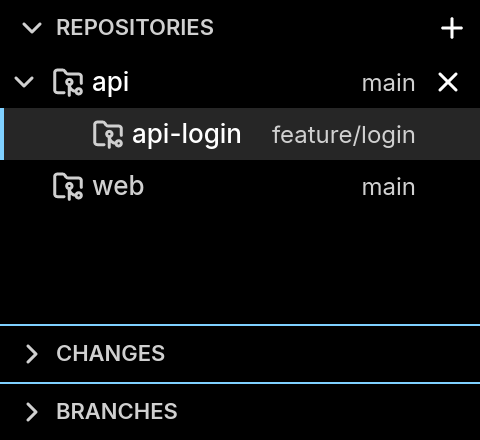 REPOSITORIES
api main
api-login feature/login
web main
CHANGES
BRANCHES